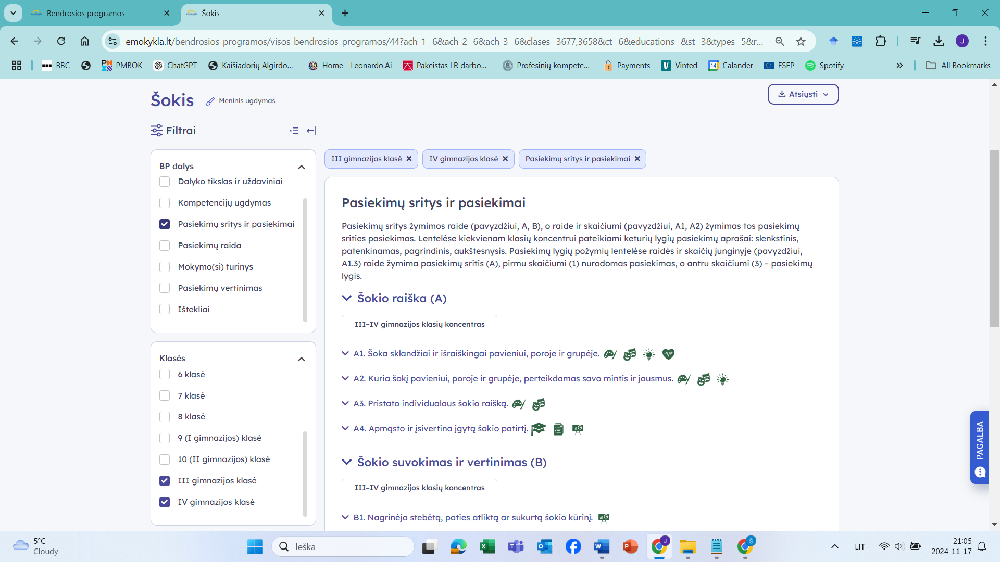 Bendrosios programos
Šokis
emokykla.lt/bendrosios-programos/visos-bendrosios-programos/44?ach-1=6&ach-2=6&ach-3=6&clases=3677,3658&ct=6&educations=&st=3&types=5&r...
J
BBC
PMBOK
ChatGPT
Kaišiadorių Algirdo...
Home - Leonardo.Ai
Pakeistas LR darbo...
Profesinių kompete...
Payments
Vinted
14
Calander
ESEP
Spotify
All Bookmarks
Šokis
Meninis ugdymas
Atsiųsti
Filtrai
BP dalys
Dalyko tikslas ir uždaviniai
Kompetencijų ugdymas
Pasiekimų sritys ir pasiekimai
Pasiekimų raida
Mokymo(si) turinys
Pasiekimų vertinimas
Ištekliai
Klasės
6 klasė
7 klasė
8 klasė
9 (I gimnazijos) klasė
10 (II gimnazijos) klasė
III gimnazijos klasė
IV gimnazijos klasė
III gimnazijos klasė
IV gimnazijos klasė
Pasiekimų sritys ir pasiekimai
Pasiekimų sritys ir pasiekimai
Pasiekimų sritys žymimos raide (pavyzdžiui, A, B), o raide ir skaičiumi (pavyzdžiui, A1, A2) žymimas tos pasiekimų
srities pasiekimas. Lentelėse kiekvienam klasių koncentrui pateikiami keturių lygių pasiekimų aprašai: slenkstinis,
patenkinamas, pagrindinis, aukštesnysis. Pasiekimų lygių požymių lentelėse raidės ir skaičių junginyje (pavyzdžiui,
A1.3) raide žymima pasiekimų sritis (A), pirmu skaičiumi (1) nurodomas pasiekimas, o antru skaičiumi (3) – pasiekimų
lygis.
Šokio raiška (A)
III–IV gimnazijos klasių koncentras
A1. Šoka sklandžiai ir išraiškingai pavieniui, poroje ir grupėje.
A2. Kuria šokį pavieniui, poroje ir grupėje, perteikdamas savo mintis ir jausmus.
A3. Pristato individualaus šokio raišką.
A4. Apmąsto ir įsivertina įgytą šokio patirtį.
Šokio suvokimas ir vertinimas (B)
III–IV gimnazijos klasių koncentras
B1. Nagrinėja stebėtą, paties atliktą ar sukurtą šokio kūrinį.
PAGALBA
5°C
Cloudy
Ieška
J
Š
LIT
21:05
2024-11-17